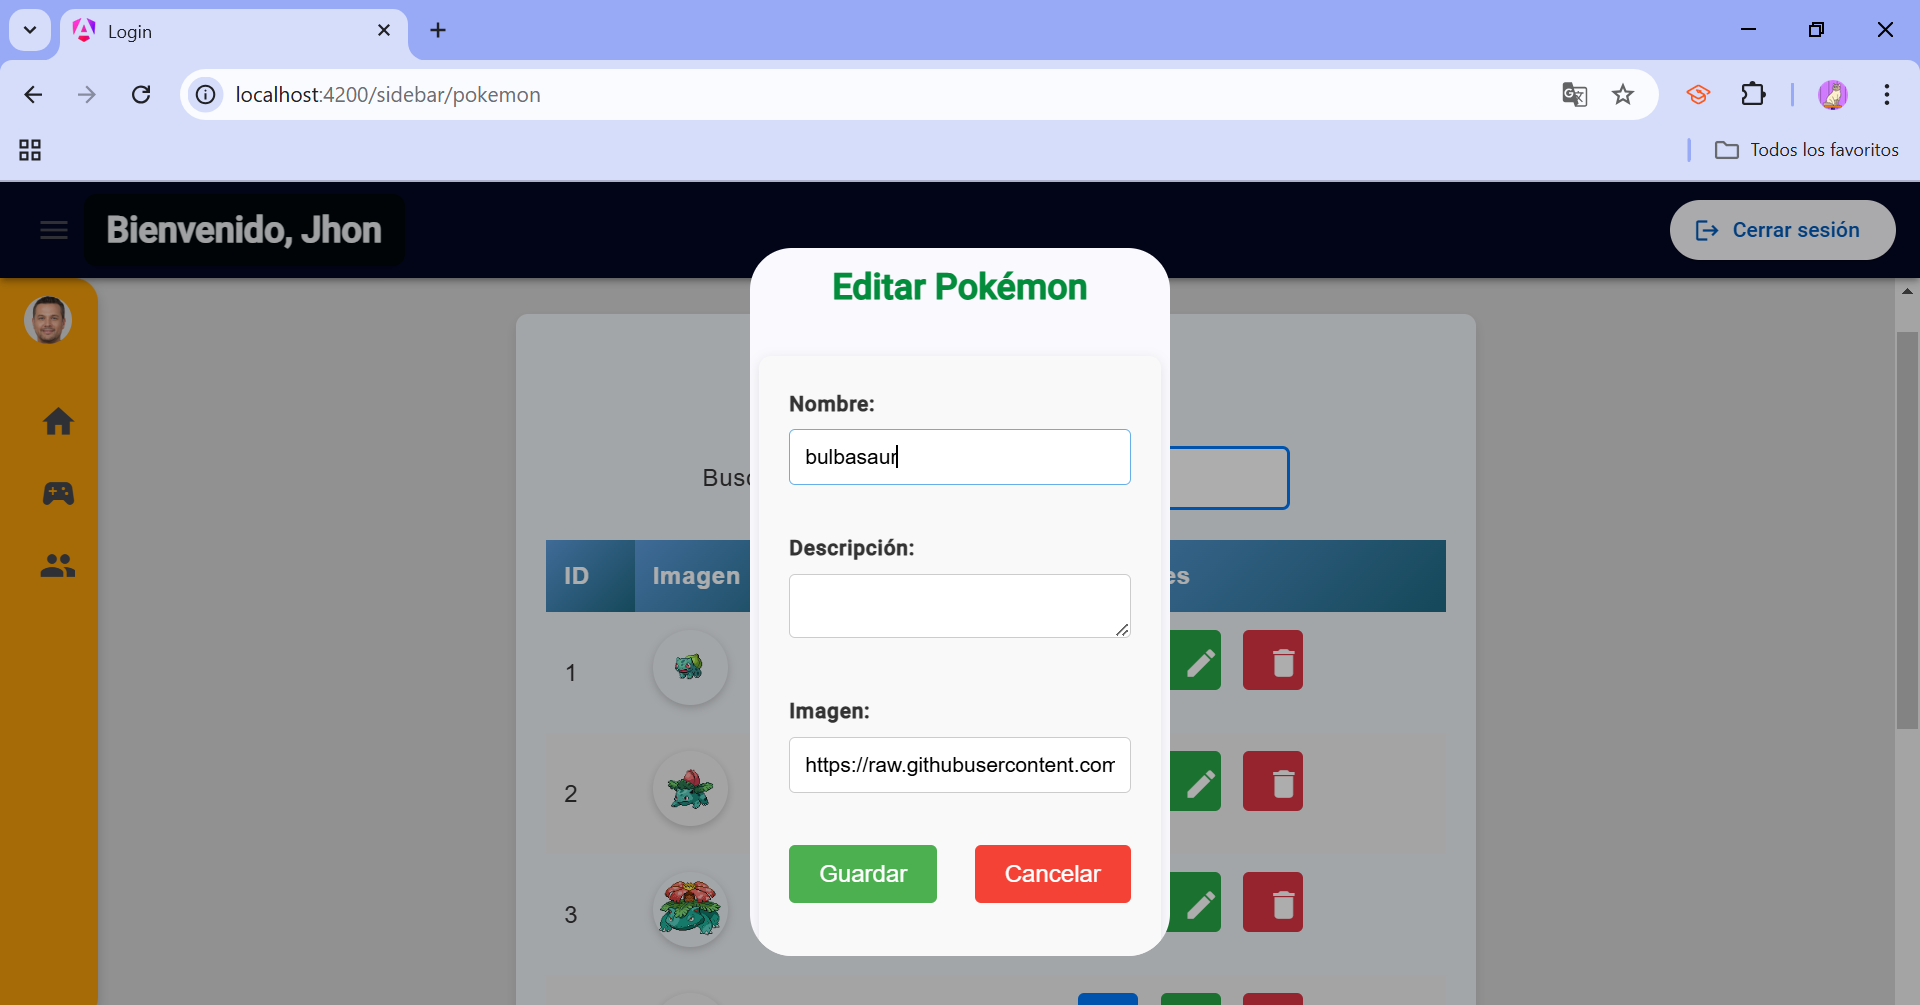 Login
localhost:4200/sidebar/pokemon
Todos los favoritos
Bienvenido, Jhon
Cerrar sesión
Editar Pokémon
Nombre:
bulbasaur
Descripción:
Imagen:
https://raw.githubusercontent.com
Guardar
Cancelar
Busc
ID
Imagen
es
1
2
3